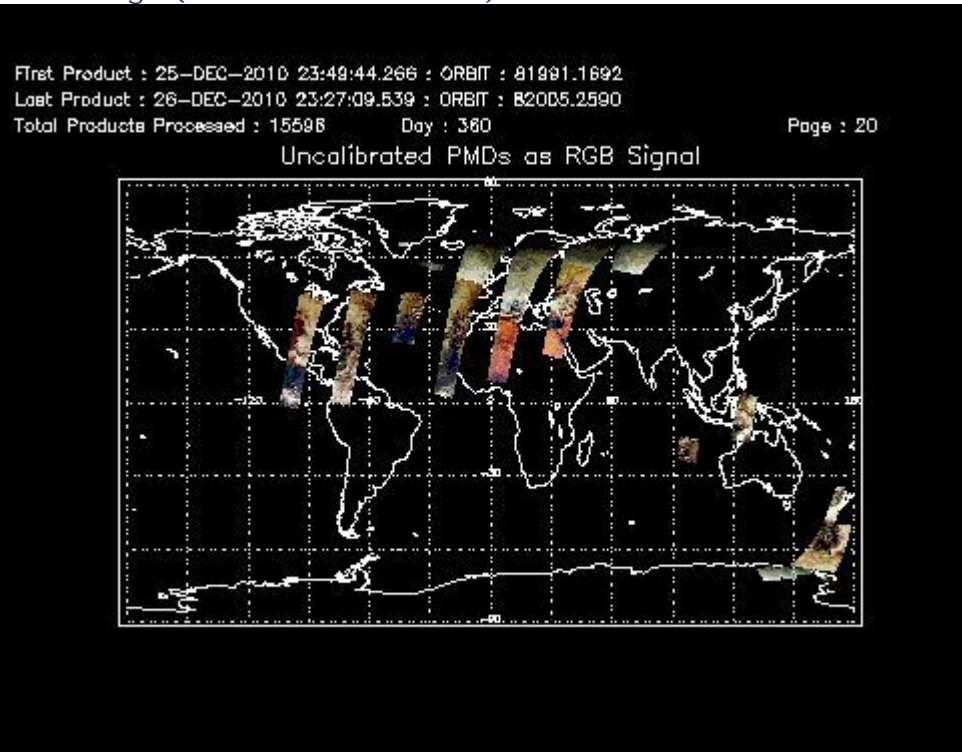 First Product : 25-DEC-2010 23:49:44.266 : ORBIT : 81991.1692
Last Product : 26-DEC-2010 23:27:09.539 : ORBIT : 82005.2590
Total Products Processed : 15598 Day : 360 Page : 20
Uncalibrated PMDs as RGB Signal